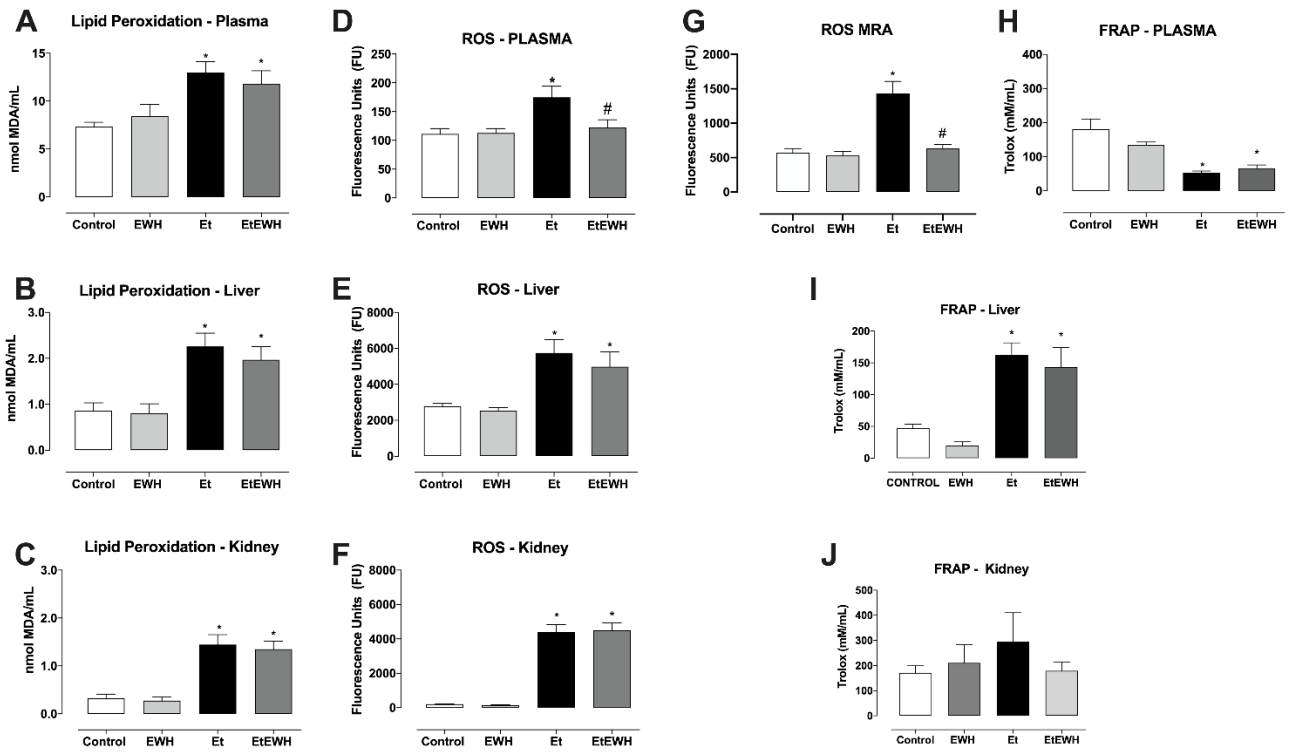 A
Lipid Peroxidation - Plasma
nmol MDA/mL
15
10
5
0
*
*
Control EWH Et EtEWH
D
ROS - PLASMA
Fluorescence Units (FU)
250
200
150
100
50
0
*
#
Control EWH Et EtEWH
G
ROS MRA
Fluorescence Units (FU)
2000
1500
1000
500
0
*
#
Control EWH Et EtEWH
H
FRAP - PLASMA
Trolox (mM/mL)
400
300
200
100
0
*
*
Control EWH Et EtEWH
B
Lipid Peroxidation - Liver
nmol MDA/mL
3.0
2.0
1.0
0.0
*
*
Control EWH Et EtEWH
E
ROS - Liver
Fluorescence Units (FU)
8000
6000
4000
2000
0
*
*
Control EWH Et EtEWH
I
FRAP - Liver
Trolox (mM/mL)
200
150
100
50
0
*
*
CONTROL EWH Et EtEWH
C
Lipid Peroxidation - Kidney
nmol MDA/mL
3.0
2.0
1.0
0.0
*
*
Control EWH Et EtEWH
F
ROS - Kidney
Fluorescence Units (FU)
8000
6000
4000
2000
0
*
*
Control EWH Et EtEWH
J
FRAP - Kidney
Trolox (mM/mL)
500
400
300
200
100
0
Control EWH Et EtEWH